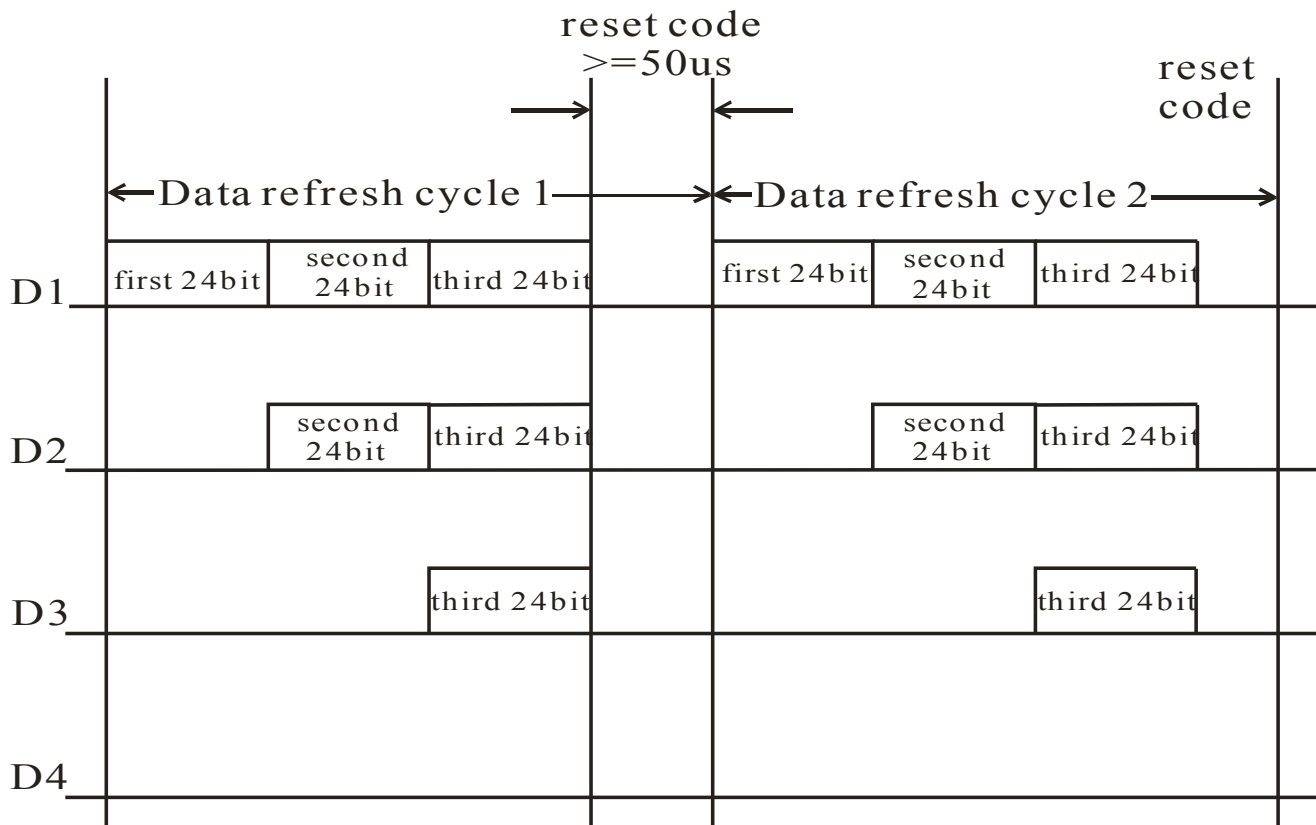 reset code
>=50us
reset
code
Data refresh cycle 1
Data refresh cycle 2
D1
first 24bit
second
24bit
third 24bit
first 24bit
second
24bit
third 24bit
D2
second
24bit
third 24bit
second
24bit
third 24bit
D3
third 24bit
third 24bit
D4